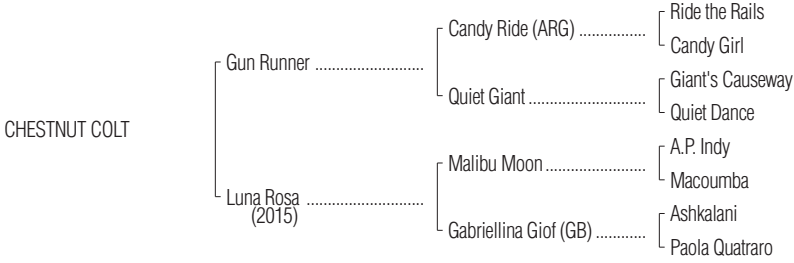 Ride the Rails
Candy Ride (ARG) ................
Candy Girl
Gun Runner ..........................
Giant's Causeway
Quiet Giant ............................
Quiet Dance
CHESTNUT COLT
A.P. Indy
Malibu Moon ........................
Macoumba
Luna Rosa ............................
(2015)
Ashkalani
Gabriellina Giof (GB) ............
Paola Quatraro